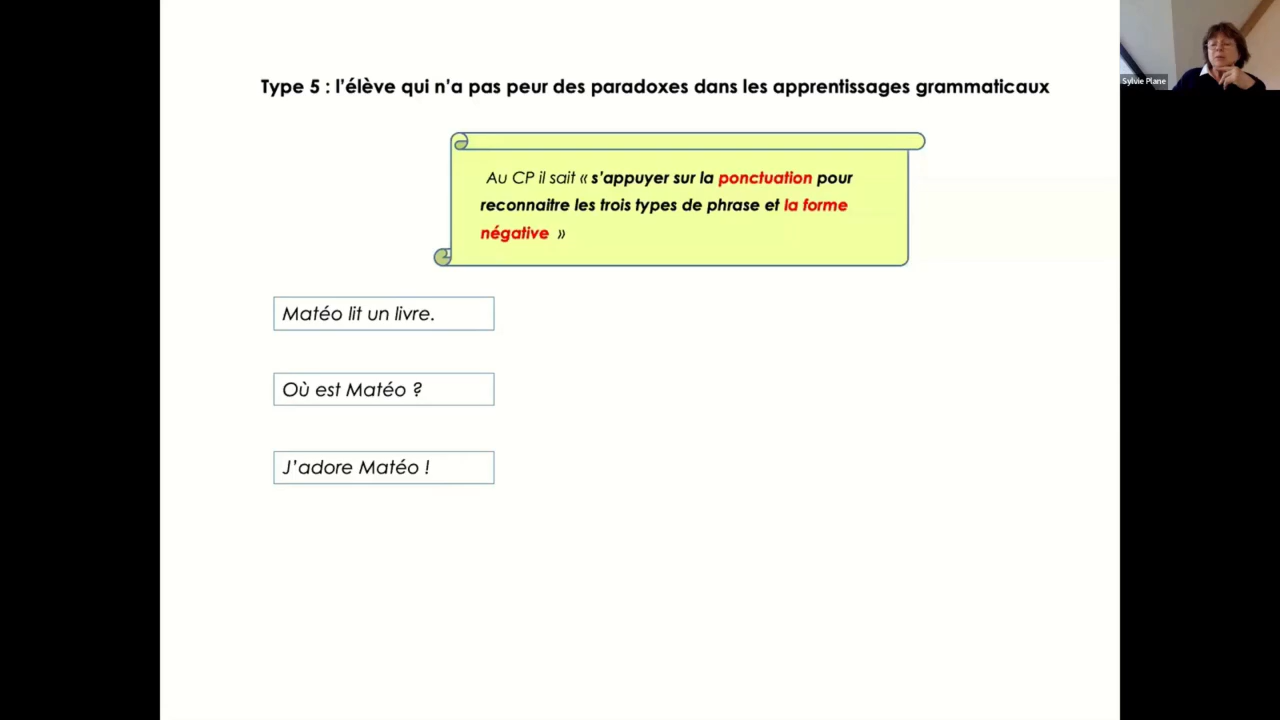 Type 5 : l'élève qui n'a pas peur des paradoxes dans les apprentissages grammaticaux
Sylvie Plane
Au CP il sait « s'appuyer sur la ponctuation pour
reconnaitre les trois types de phrase et la forme
négative »
Matéo lit un livre.
Où est Matéo ?
J'adore Matéo !